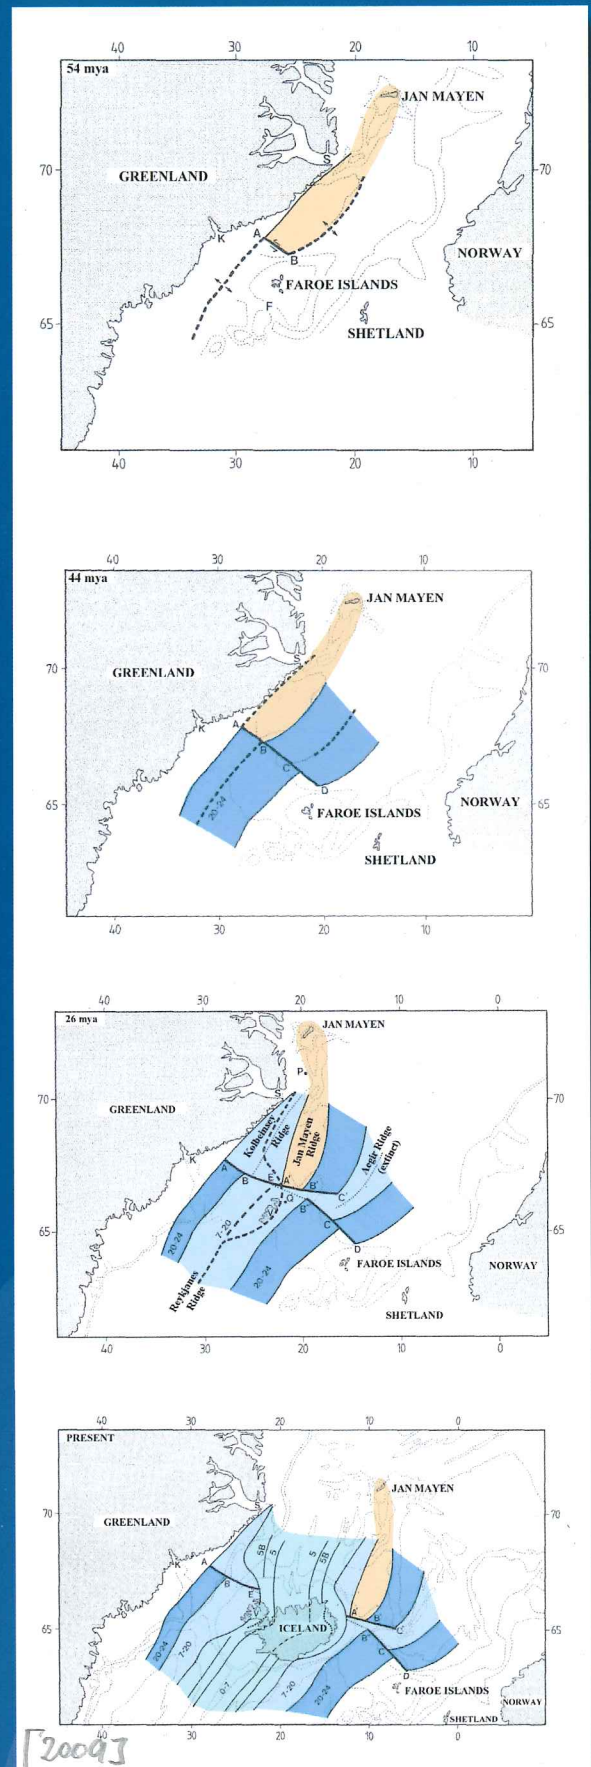 40
30
20
10
54 mya
JAN MAYEN
70
S
70
GREENLAND
K
A
B
NORWAY
FAROE ISLANDS
F
65
SHETLAND
65
40
30
20
10
40
30
20
10
44 mya
JAN MAYEN
S
70
70
GREENLAND
K
A
B
C
D
65
20-24
FAROE ISLANDS
NORWAY
65
SHETLAND
40
30
20
10
40
30
20
10
0
26 mya
JAN MAYEN
P
S
70
70
GREENLAND
Kolbeinsey
Ridge
Jan Mayen
Ridge
Aegir Ridge
(extinct)
K
A
B
E
A'
B'
C'
B"
C
65
20-24
7-20
20-24
D
65
FAROE ISLANDS
NORWAY
Reykjanes
Ridge
SHETLAND
40
30
20
10
0
40
30
20
10
0
PRESENT
JAN MAYEN
S
70
70
GREENLAND
5B
5
5
5B
K
A
B
E
A'
B'
C'
ICELAND
B"
C
65
65
20-24
7-20
0-7
7-20
20-24
D
FAROE ISLANDS
NORWAY
SHETLAND
40
30
20
10
0
[2009]